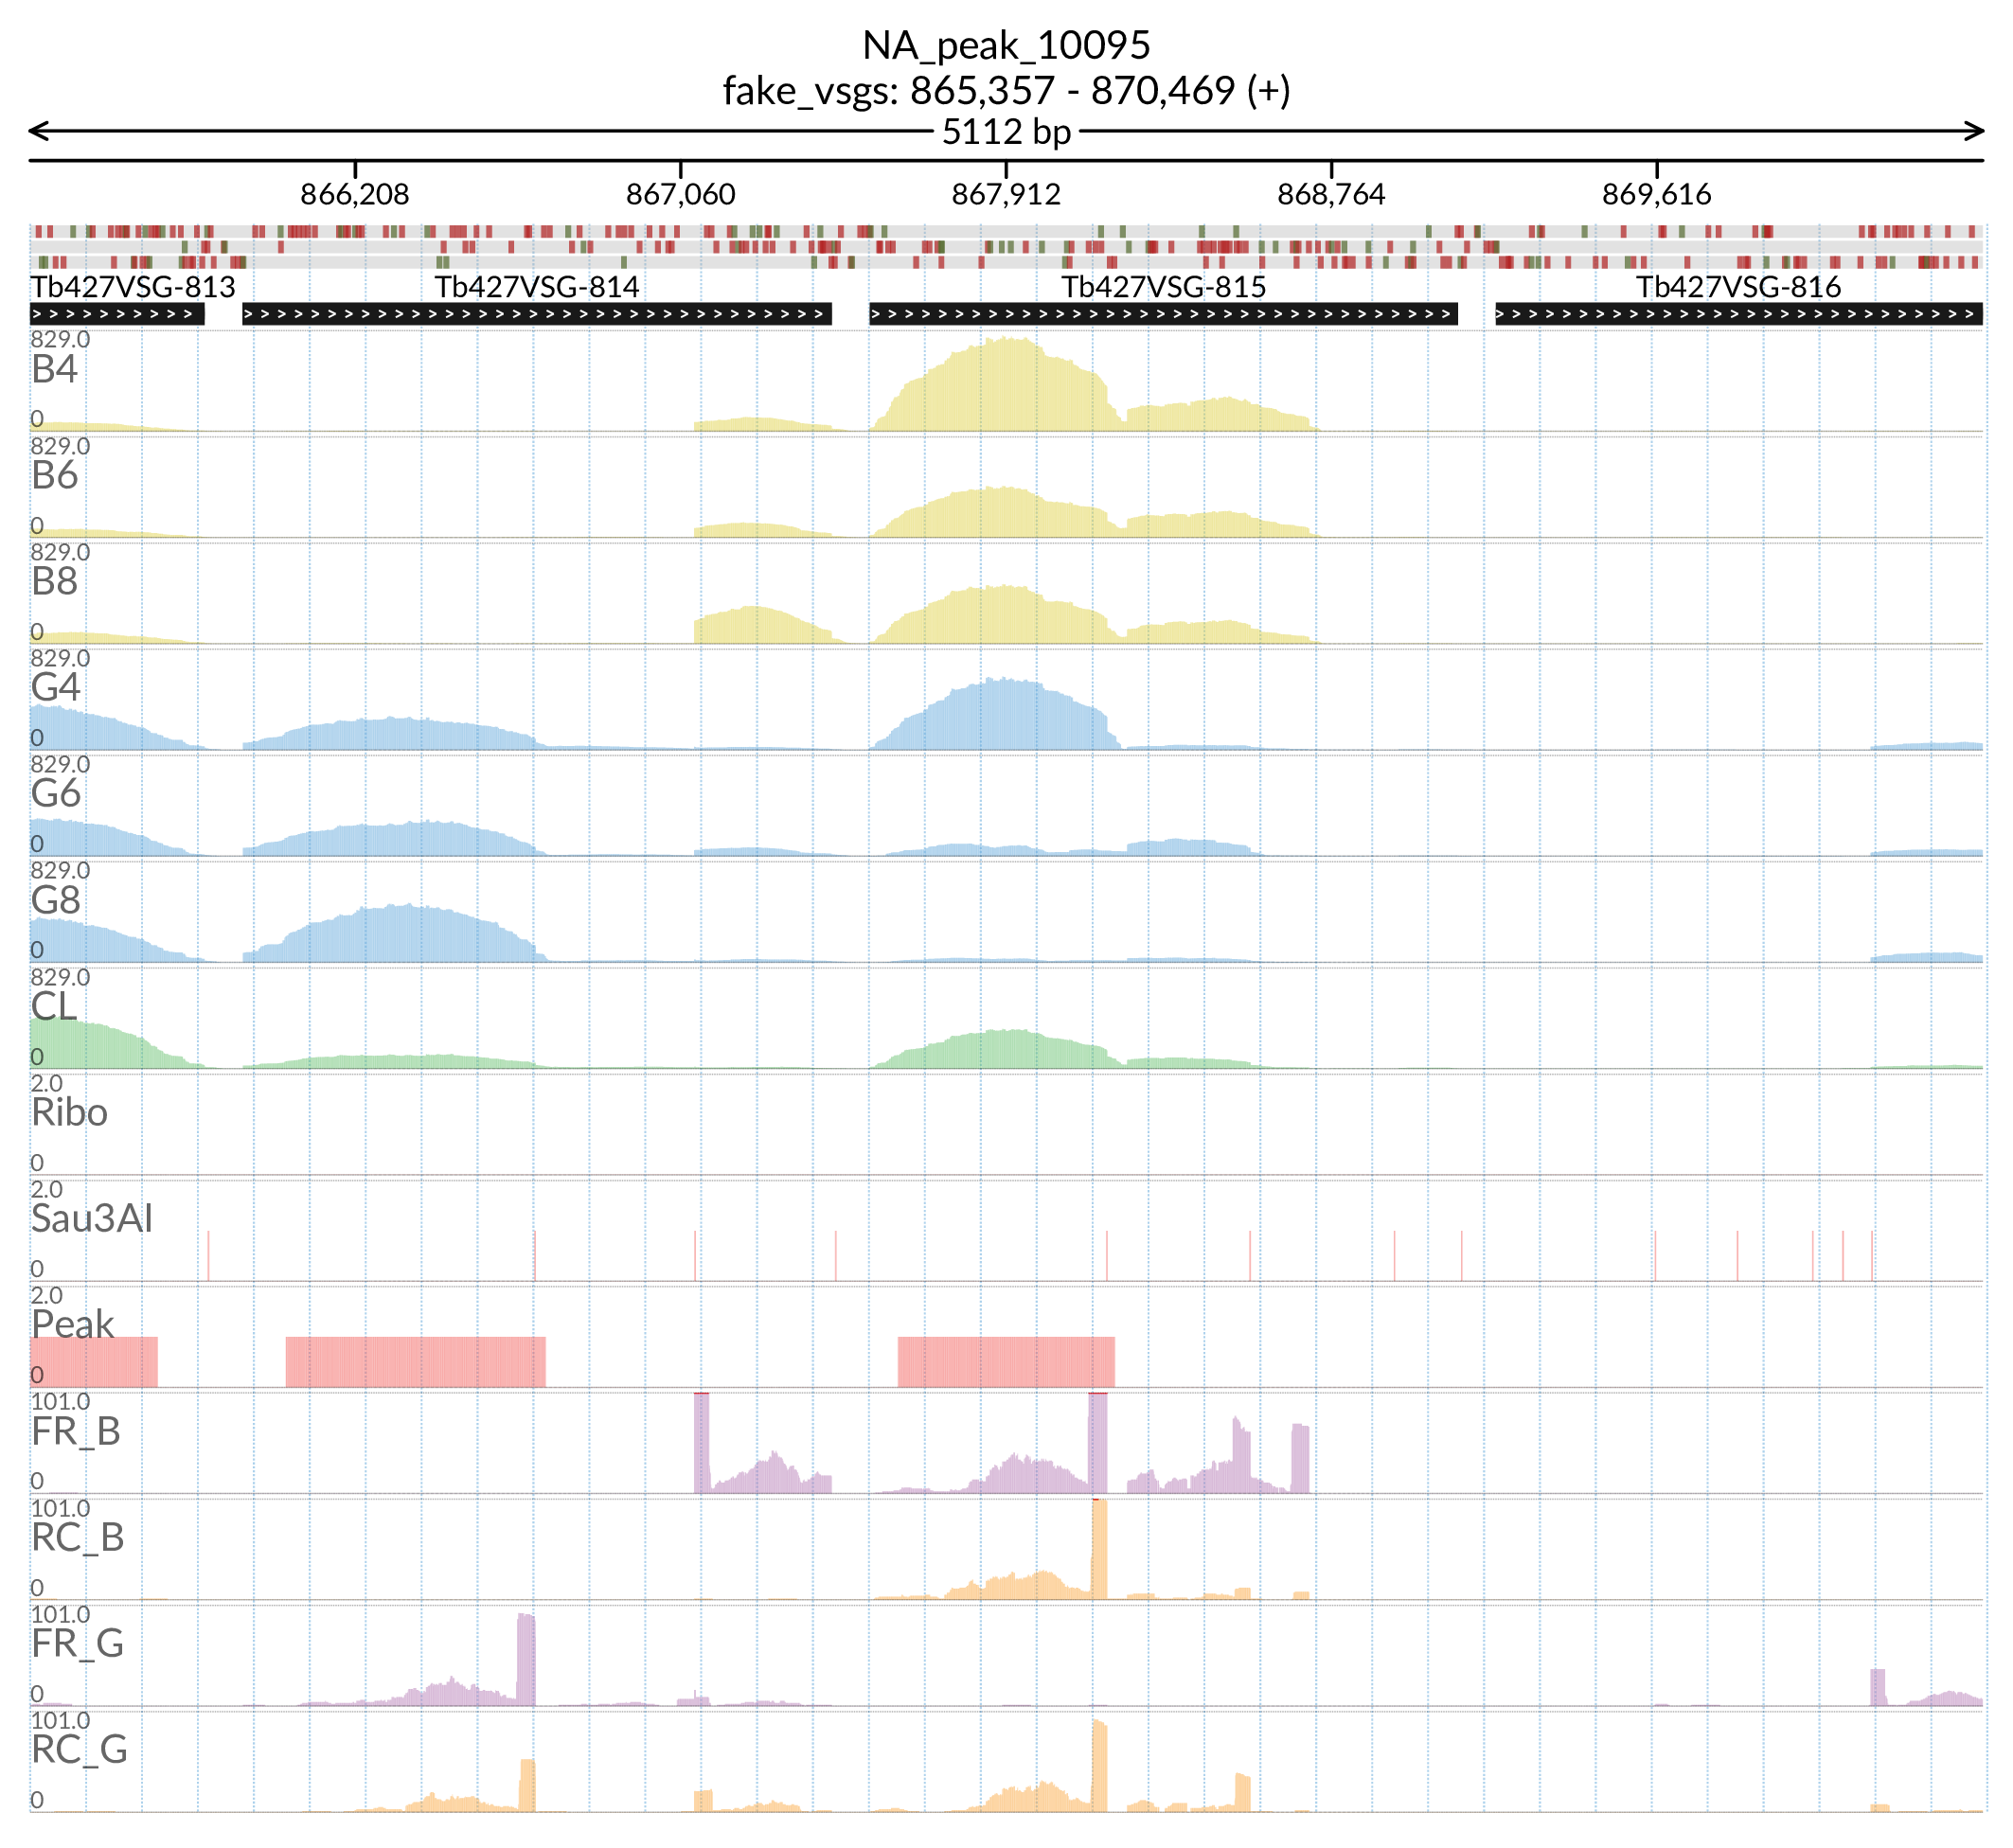 NA_peak_10095
fake_vsgs: 865,357 - 870,469 (+)
5112 bp
866,208 867,060 867,912 868,764 869,616
Tb427VSG-813 Tb427VSG-814 Tb427VSG-815 Tb427VSG-816
829.0
B4
0
829.0
B6
0
829.0
B8
0
829.0
G4
0
829.0
G6
0
829.0
G8
0
829.0
CL
0
2.0
Ribo
0
2.0
Sau3AI
0
2.0
Peak
0
101.0
FR_B
0
101.0
RC_B
0
101.0
FR_G
0
101.0
RC_G
0